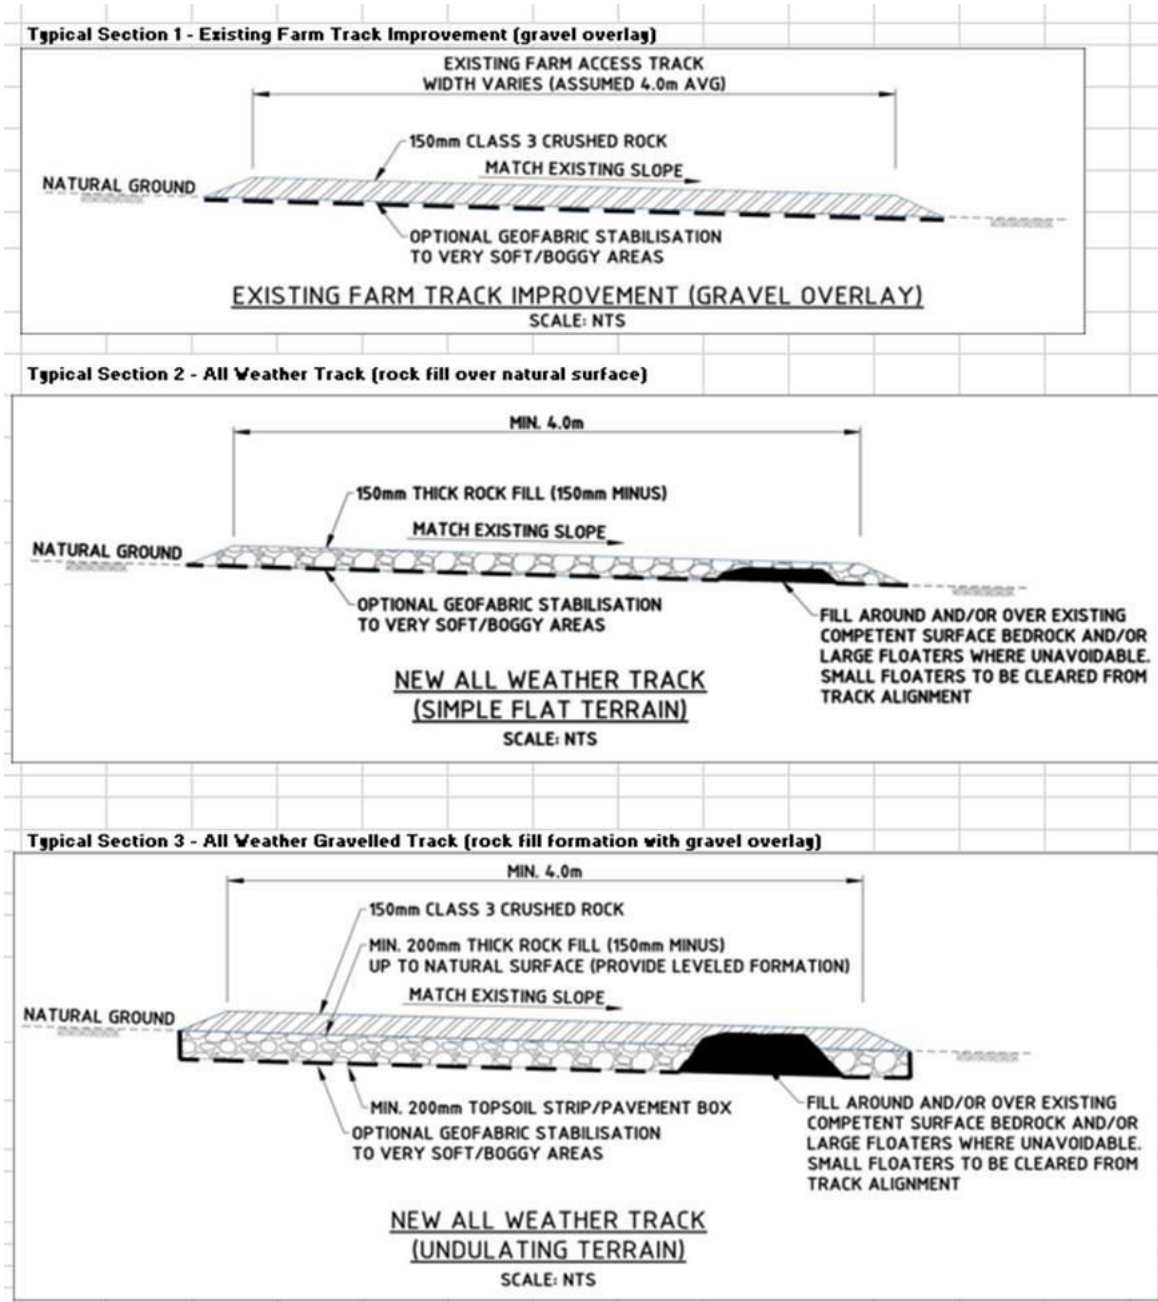 Typical Section 1 - Existing Farm Track Improvement (gravel overlay)
EXISTING FARM ACCESS TRACK
WIDTH VARIES (ASSUMED 4.0m AVG)
150mm CLASS 3 CRUSHED ROCK
MATCH EXISTING SLOPE
NATURAL GROUND
OPTIONAL GEOFABRIC STABILISATION
TO VERY SOFT/BOGGY AREAS
EXISTING FARM TRACK IMPROVEMENT (GRAVEL OVERLAY)
SCALE: NTS
Typical Section 2 - All Weather Track (rock fill over natural surface)
MIN. 4.0m
150mm THICK ROCK FILL (150mm MINUS)
MATCH EXISTING SLOPE
NATURAL GROUND
OPTIONAL GEOFABRIC STABILISATION
TO VERY SOFT/BOGGY AREAS
FILL AROUND AND/OR OVER EXISTING
COMPETENT SURFACE BEDROCK AND/OR
LARGE FLOATERS WHERE UNAVOIDABLE.
SMALL FLOATERS TO BE CLEARED FROM
TRACK ALIGNMENT
NEW ALL WEATHER TRACK
(SIMPLE FLAT TERRAIN)
SCALE: NTS
Typical Section 3 - All Weather Gravelled Track (rock fill formation with gravel overlay)
MIN. 4.0m
150mm CLASS 3 CRUSHED ROCK
MIN. 200mm THICK ROCK FILL (150mm MINUS)
UP TO NATURAL SURFACE (PROVIDE LEVELED FORMATION)
MATCH EXISTING SLOPE
NATURAL GROUND
MIN. 200mm TOPSOIL STRIP/PAVEMENT BOX
OPTIONAL GEOFABRIC STABILISATION
TO VERY SOFT/BOGGY AREAS
FILL AROUND AND/OR OVER EXISTING
COMPETENT SURFACE BEDROCK AND/OR
LARGE FLOATERS WHERE UNAVOIDABLE.
SMALL FLOATERS TO BE CLEARED FROM
TRACK ALIGNMENT
NEW ALL WEATHER TRACK
(UNDULATING TERRAIN)
SCALE: NTS